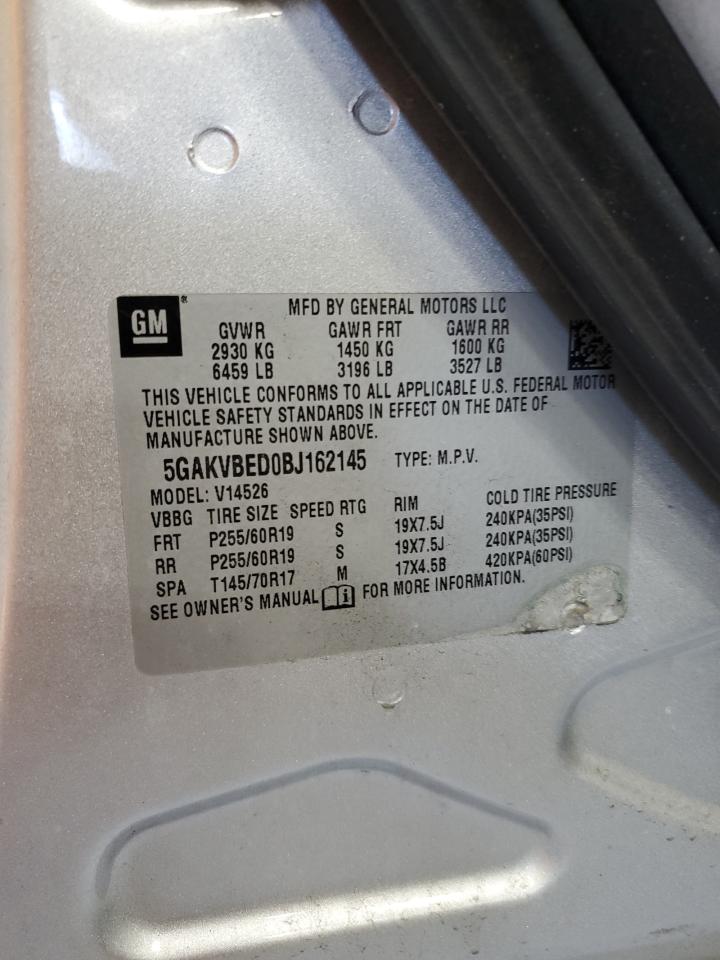 GM ®
MFD BY GENERAL MOTORS LLC
GVWR GAWR FRT GAWR RR
2930 KG 1450 KG 1600 KG
6459 LB 3196 LB 3527 LB
THIS VEHICLE CONFORMS TO ALL APPLICABLE U.S. FEDERAL MOTOR
VEHICLE SAFETY STANDARDS IN EFFECT ON THE DATE OF
MANUFACTURE SHOWN ABOVE.
5GAKVBED0BJ162145 TYPE: M.P.V.
MODEL: V14526
VBBG TIRE SIZE SPEED RTG RIM COLD TIRE PRESSURE
FRT P255/60R19 S 19X7.5J 240KPA(35PSI)
RR P255/60R19 S 19X7.5J 240KPA(35PSI)
SPA T145/70R17 M 17X4.5B 420KPA(60PSI)
SEE OWNER'S MANUAL i FOR MORE INFORMATION.